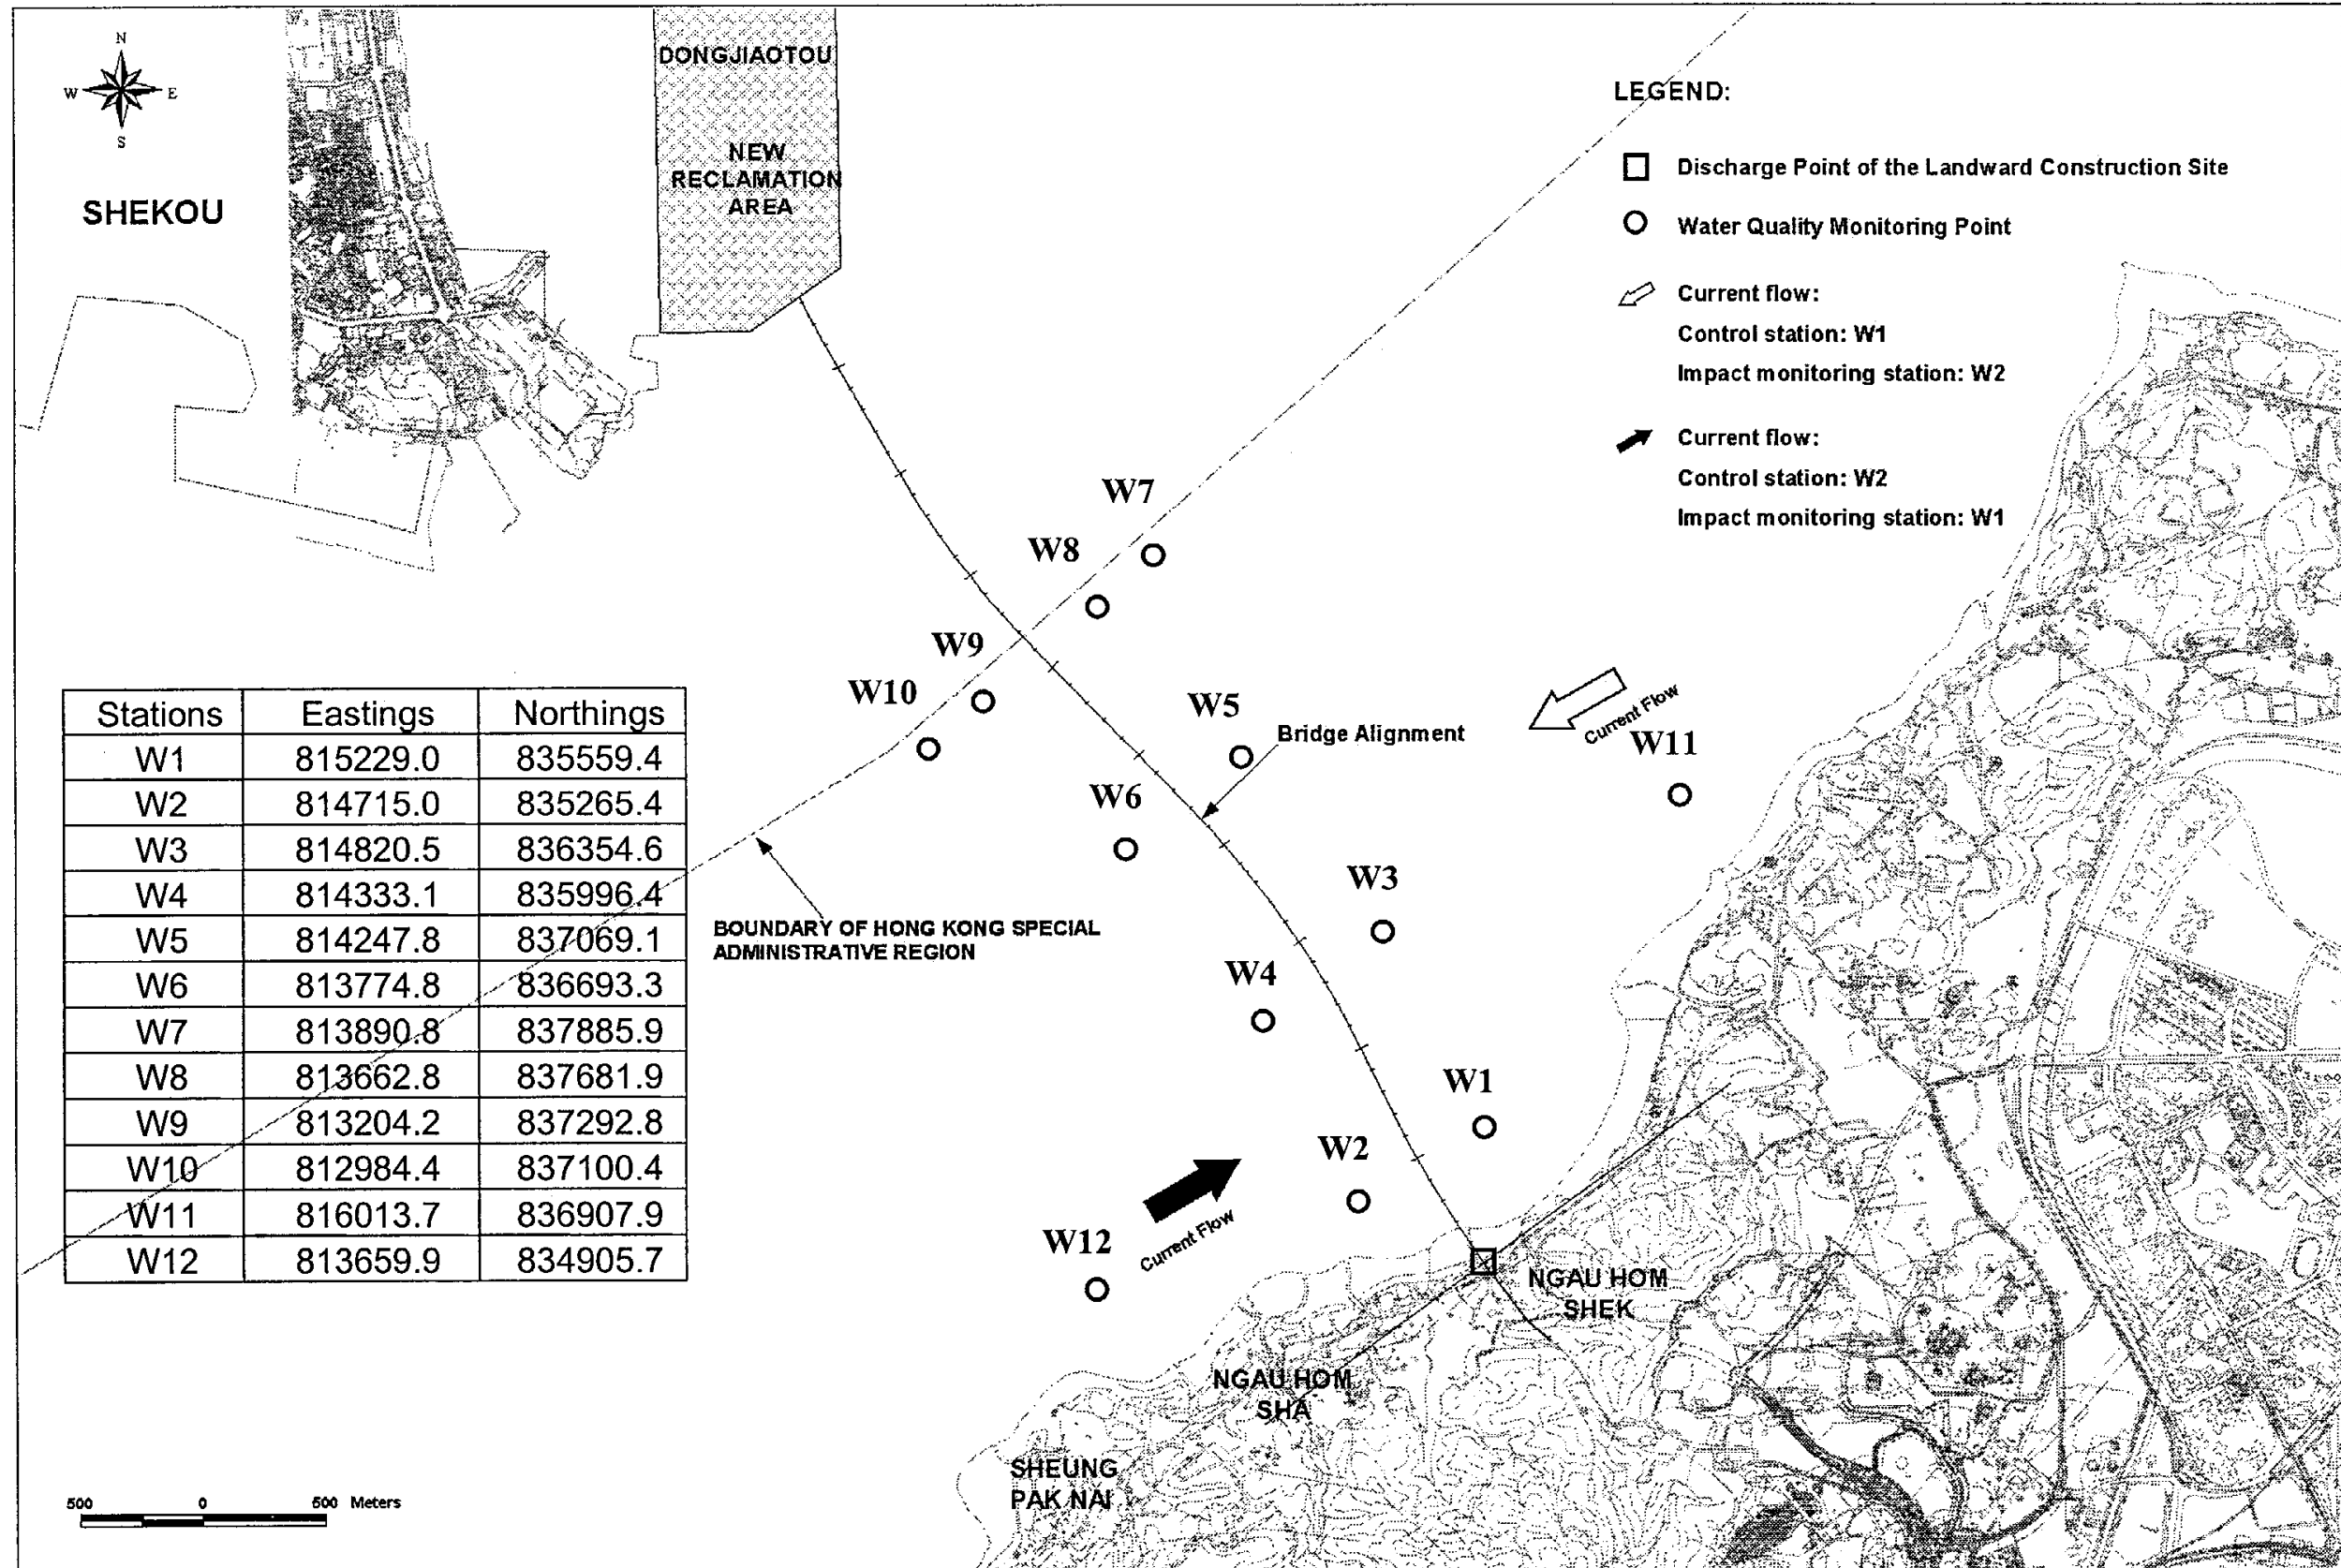 N
W E
S
SHEKOU
DONGJIAOTOU
NEW
RECLAMATION
AREA
LEGEND:
Discharge Point of the Landward Construction Site
Water Quality Monitoring Point
Current flow:
Control station: W1
Impact monitoring station: W2
Current flow:
Control station: W2
Impact monitoring station: W1
W7
W8
W9
W10
W5
Bridge Alignment
Current Flow
W11
W6
W3
W4
W1
W2
W12
Current Flow
BOUNDARY OF HONG KONG SPECIAL
ADMINISTRATIVE REGION
Stations Eastings Northings
W1 815229.0 835559.4
W2 814715.0 835265.4
W3 814820.5 836354.6
W4 814333.1 835996.4
W5 814247.8 837069.1
W6 813774.8 836693.3
W7 813890.8 837885.9
W8 813662.8 837681.9
W9 813204.2 837292.8
W10 812984.4 837100.4
W11 816013.7 836907.9
W12 813659.9 834905.7
NGAU HOM
SHEK
NGAU HOM
SHA
SHEUNG
PAK NAI
500 0 500 Meters